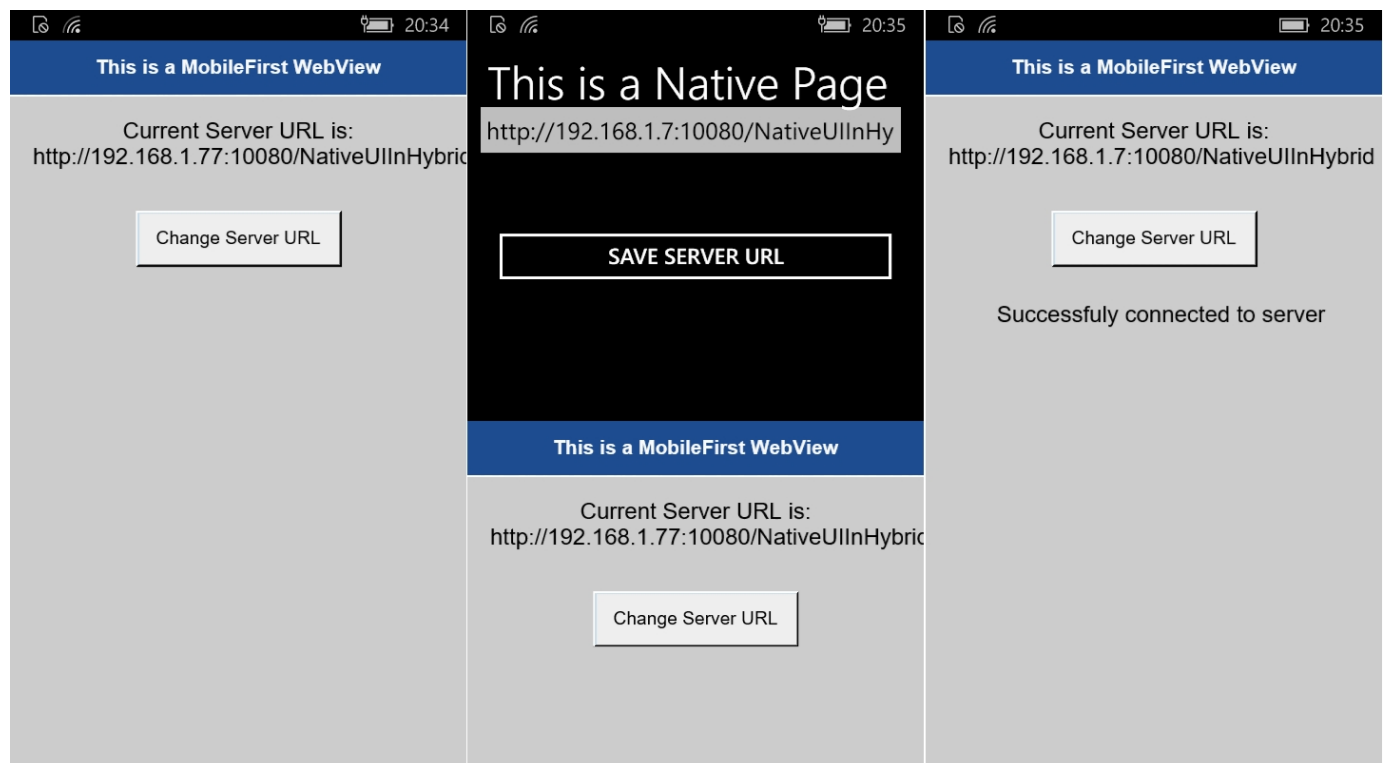 20:34
This is a MobileFirst WebView
Current Server URL is:
http://192.168.1.77:10080/NativeUIInHybric
Change Server URL
20:35
This is a Native Page
http://192.168.1.7:10080/NativeUIInHy
SAVE SERVER URL
This is a MobileFirst WebView
Current Server URL is:
http://192.168.1.77:10080/NativeUIInHybric
Change Server URL
20:35
This is a MobileFirst WebView
Current Server URL is:
http://192.168.1.7:10080/NativeUIInHybrid
Change Server URL
Successfuly connected to server